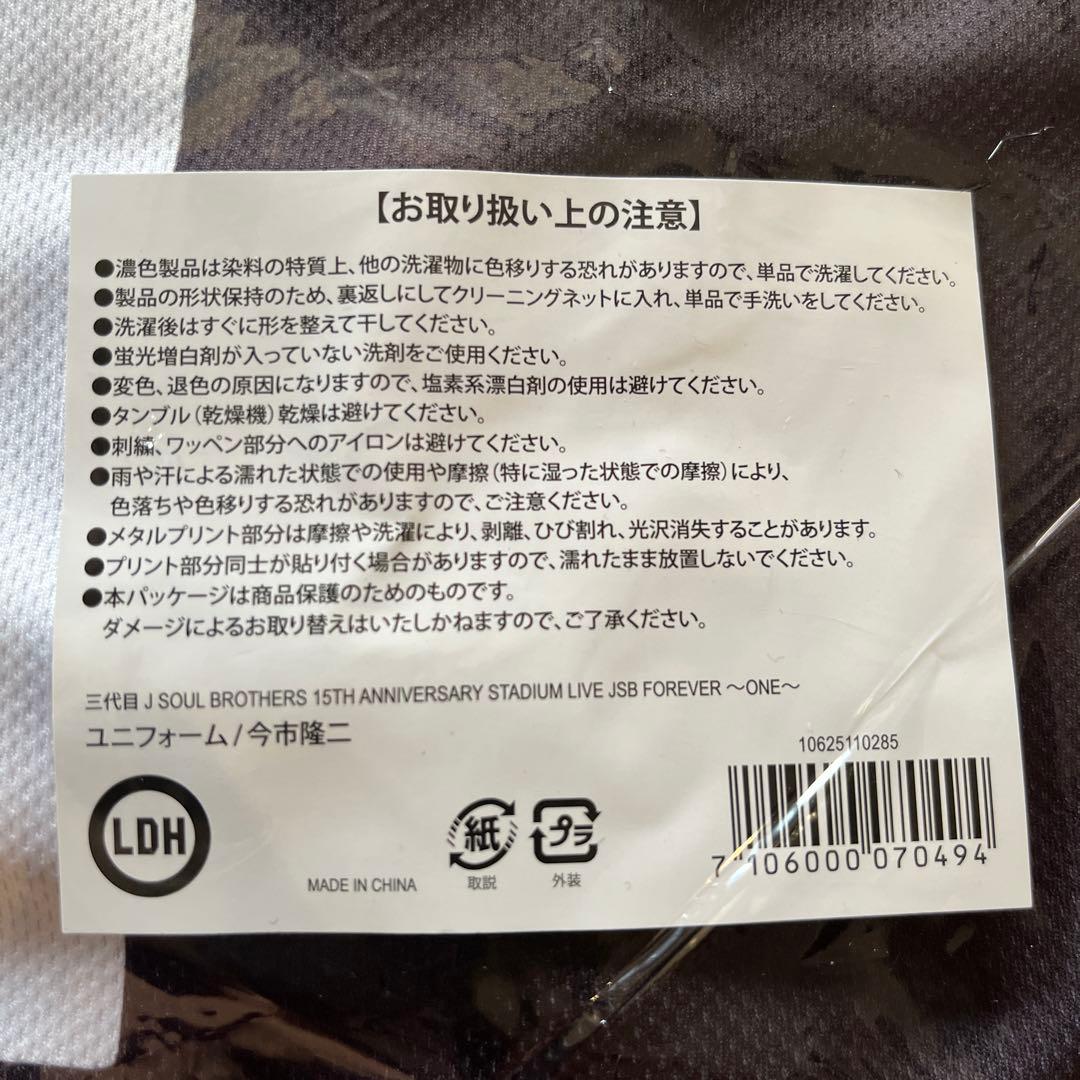 【お取り扱い上の注意】
●濃色製品は染料の特質上、他の洗濯物に色移りする恐れがありますので、単品で洗濯してください。
●製品の形状保持のため、裏返しにしてクリーニングネットに入れ、単品で手洗いをしてください。
●洗濯後はすぐに形を整えて干してください。
●蛍光増白剤が入っていない洗剤をご使用ください。
●変色、退色の原因になりますので、塩素系漂白剤の使用は避けてください。
●タンブル（乾燥機）乾燥は避けてください。
●刺繍、ワッペン部分へのアイロンは避けてください。
●雨や汗による濡れた状態での使用や摩擦（特に湿った状態での摩擦）により、
色落ちや色移りする恐れがありますので、ご注意ください。
●メタルプリント部分は摩擦や洗濯により、剥離、ひび割れ、光沢消失することがあります。
●プリント部分同士が貼り付く場合がありますので、濡れたまま放置しないでください。
●本パッケージは商品保護のためのものです。
ダメージによるお取り替えはいたしかねますので、ご了承ください。
三代目 J SOUL BROTHERS 15TH ANNIVERSARY STADIUM LIVE JSB FOREVER ～ONE～
ユニフォーム / 今市隆二
10625110285
LDH
紙
プラ
7 106000 070494
MADE IN CHINA
取説
外装